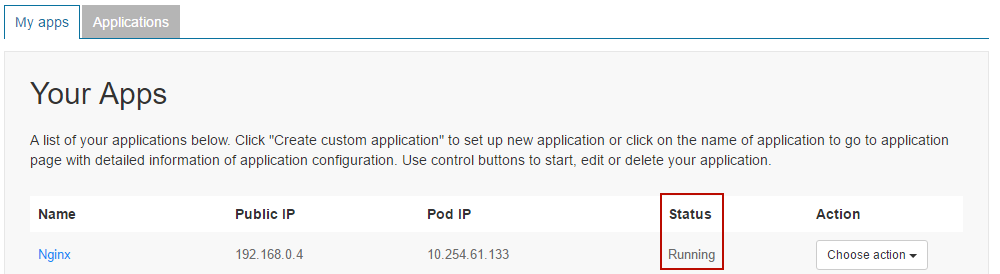 My apps Applications
Your Apps
A list of your applications below. Click "Create custom application" to set up new application or click on the name of application to go to application
page with detailed information of application configuration. Use control buttons to start, edit or delete your application.
Name Public IP Pod IP Status Action
Nginx 192.168.0.4 10.254.61.133 Running Choose action